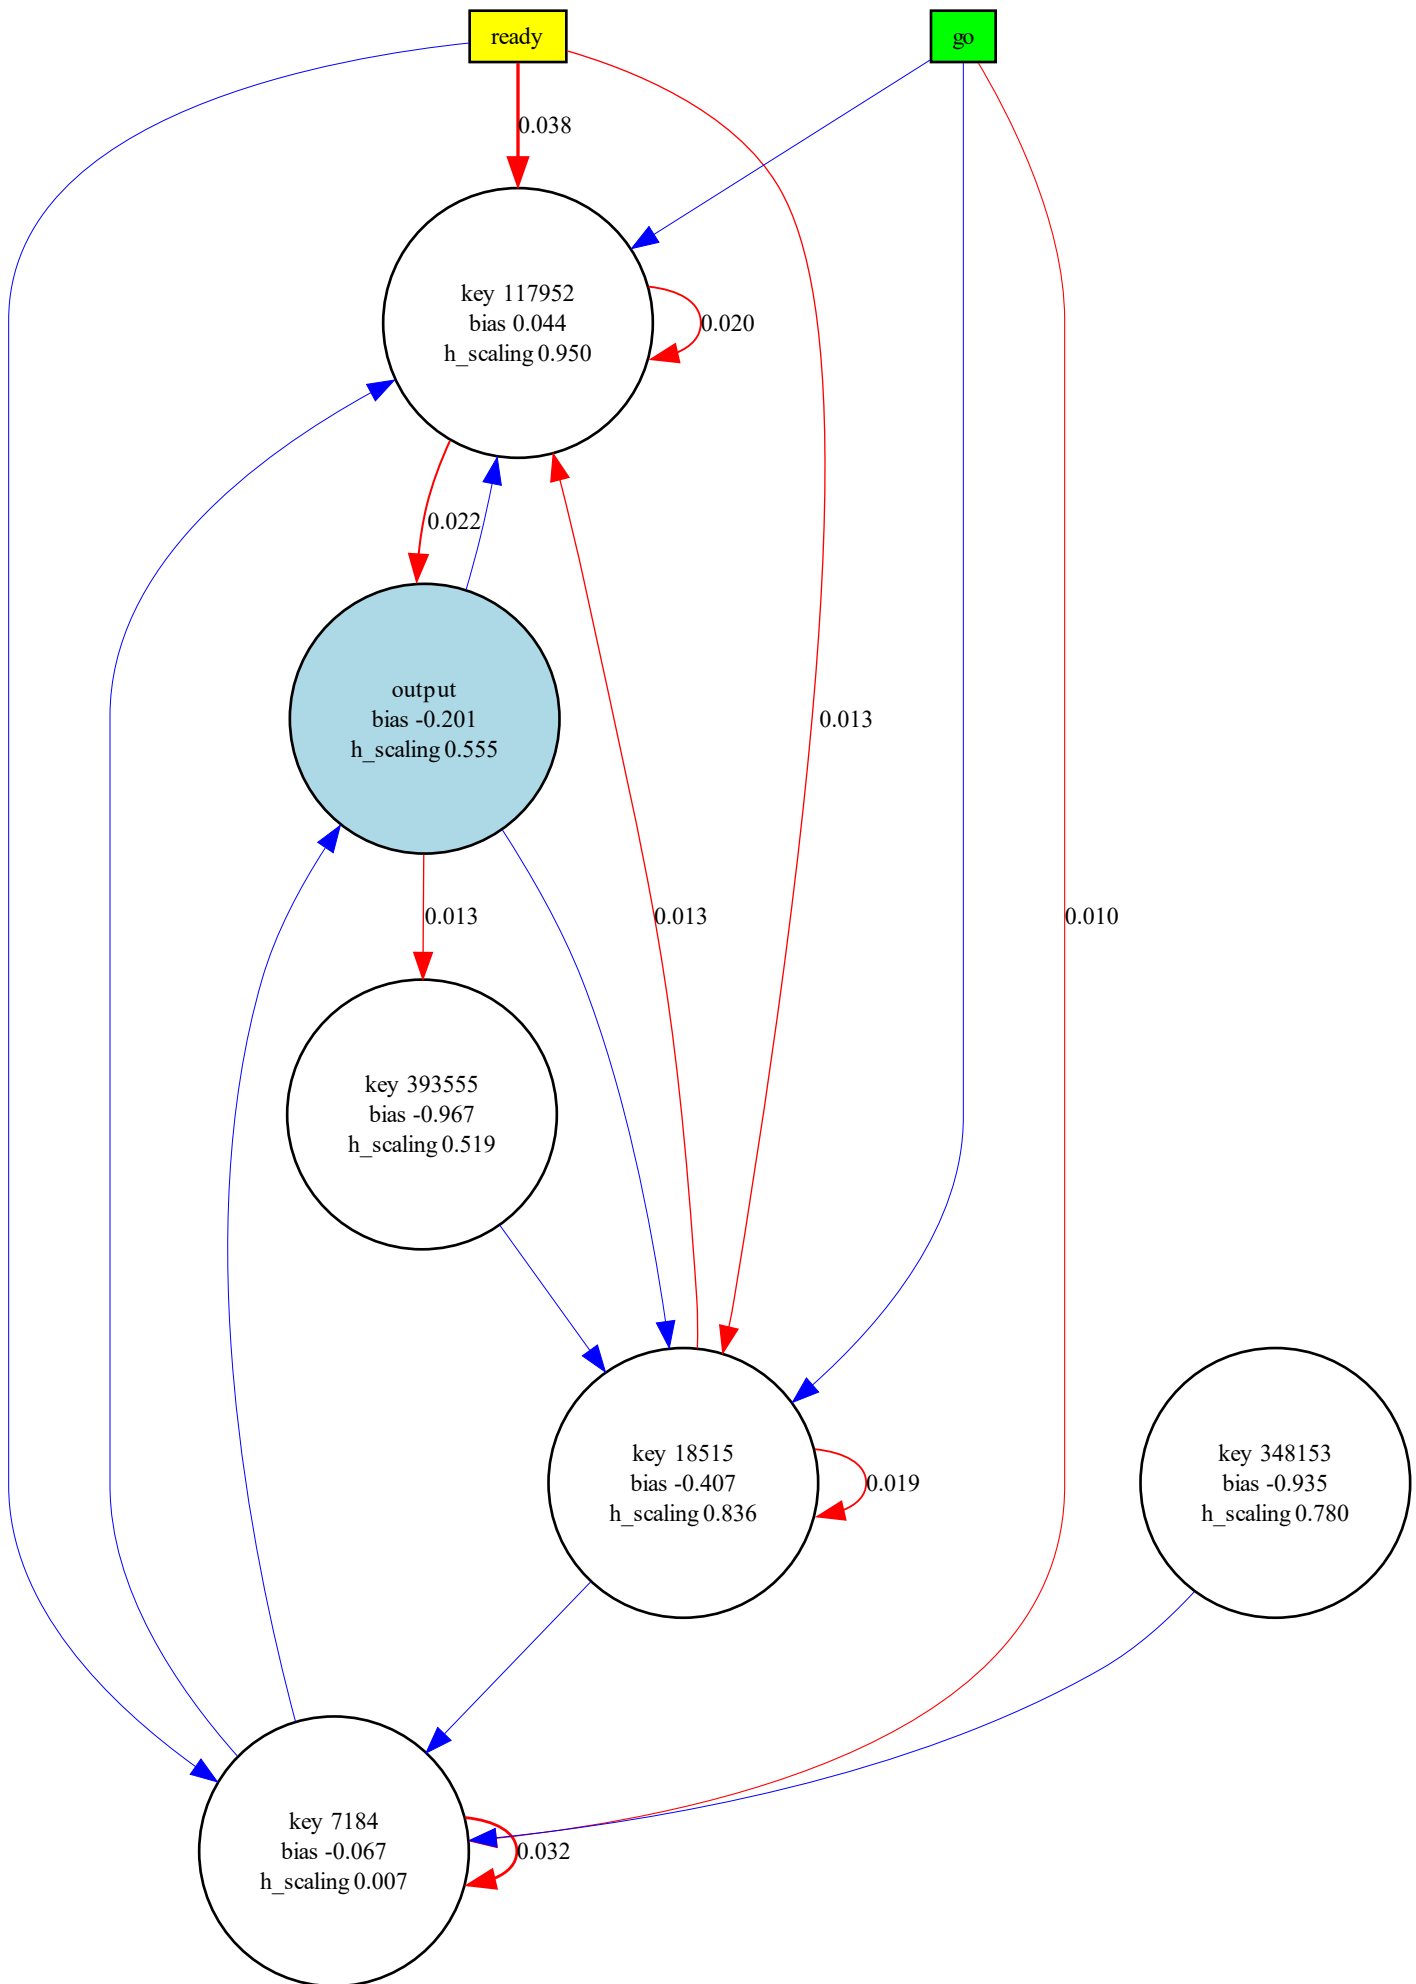 ready
go
0.038
key 117952
bias 0.044
h_scaling 0.950
0.020
0.022
output
bias -0.201
h_scaling 0.555
0.013
0.013
0.013
0.010
key 393555
bias -0.967
h_scaling 0.519
key 18515
bias -0.407
h_scaling 0.836
0.019
key 348153
bias -0.935
h_scaling 0.780
key 7184
bias -0.067
h_scaling 0.007
0.032